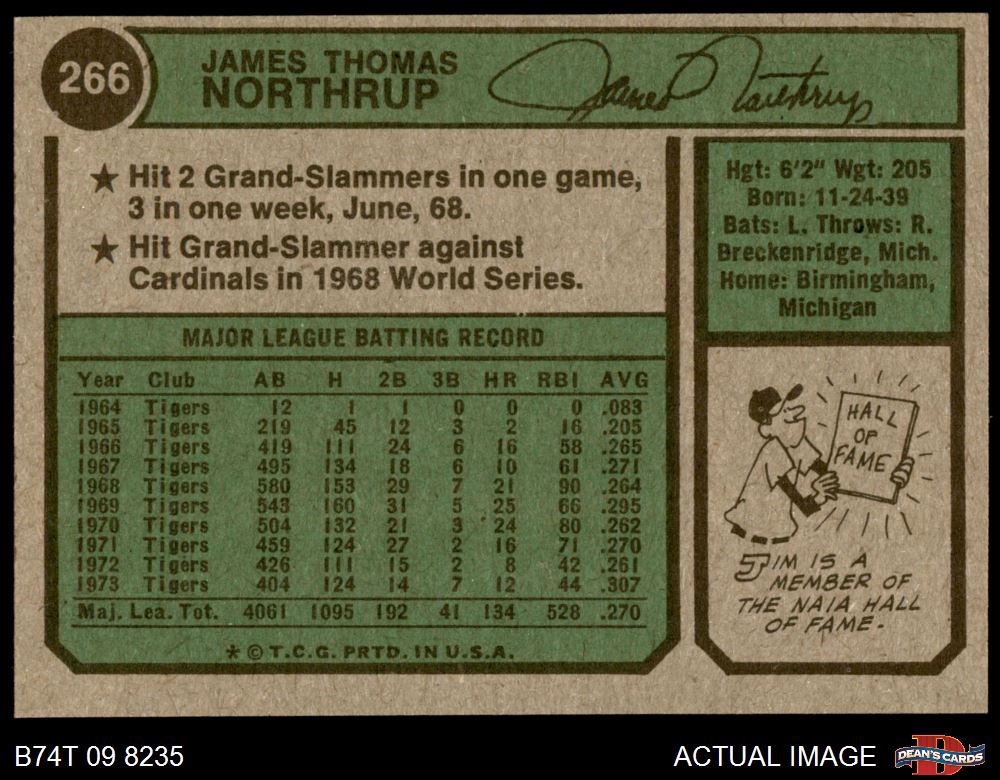 266
JAMES THOMAS
NORTHRUP
James Northrup
★ Hit 2 Grand-Slammers in one game,
3 in one week, June, 68.
★ Hit Grand-Slammer against
Cardinals in 1968 World Series.
MAJOR LEAGUE BATTING RECORD
Year Club AB H 2B 3B HR RBI AVG
1964 Tigers 12 1 1 0 0 0 .083
1965 Tigers 219 45 12 3 2 16 .205
1966 Tigers 419 111 24 6 16 58 .265
1967 Tigers 495 134 18 6 10 61 .271
1968 Tigers 580 153 29 7 21 90 .264
1969 Tigers 543 160 31 5 25 66 .295
1970 Tigers 504 132 21 3 24 80 .262
1971 Tigers 459 124 27 2 16 71 .270
1972 Tigers 426 111 15 2 8 42 .261
1973 Tigers 404 124 14 7 12 44 .307
Maj. Lea. Tot. 4061 1095 192 41 134 528 .270
* © T.C.G. PRTD. IN U.S.A.
Hgt: 6'2" Wgt: 205
Born: 11-24-39
Bats: L. Throws: R.
Breckenridge, Mich.
Home: Birmingham,
Michigan
HALL
OF
FAME
JIM IS A
MEMBER OF
THE NAIA HALL
OF FAME.
B74T 09 8235
ACTUAL IMAGE
D
DEAN'S CARDS